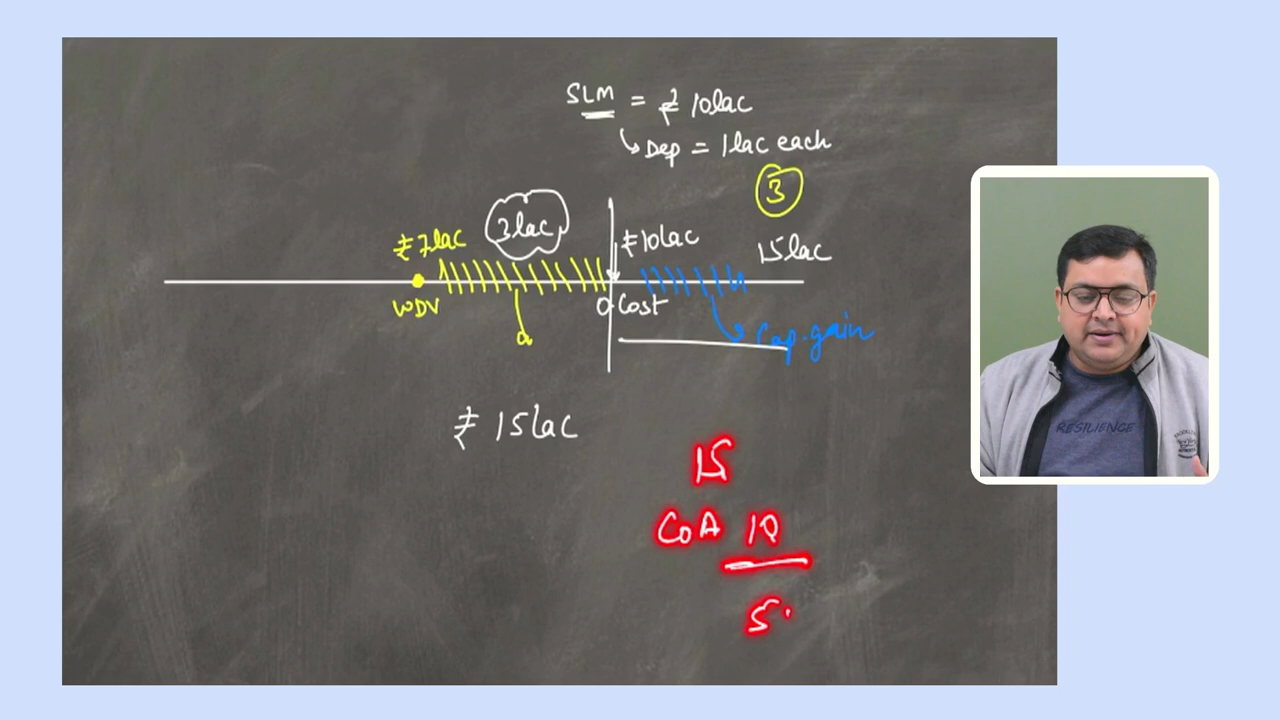 SLM = ₹ 10lac
↳ Dep = 1lac each
3
₹ 7lac 3lac ₹10lac 15lac
WDV 0 Cost
Cap. gain
₹ 15lac
15
CoA 10
5
RESILIENCE